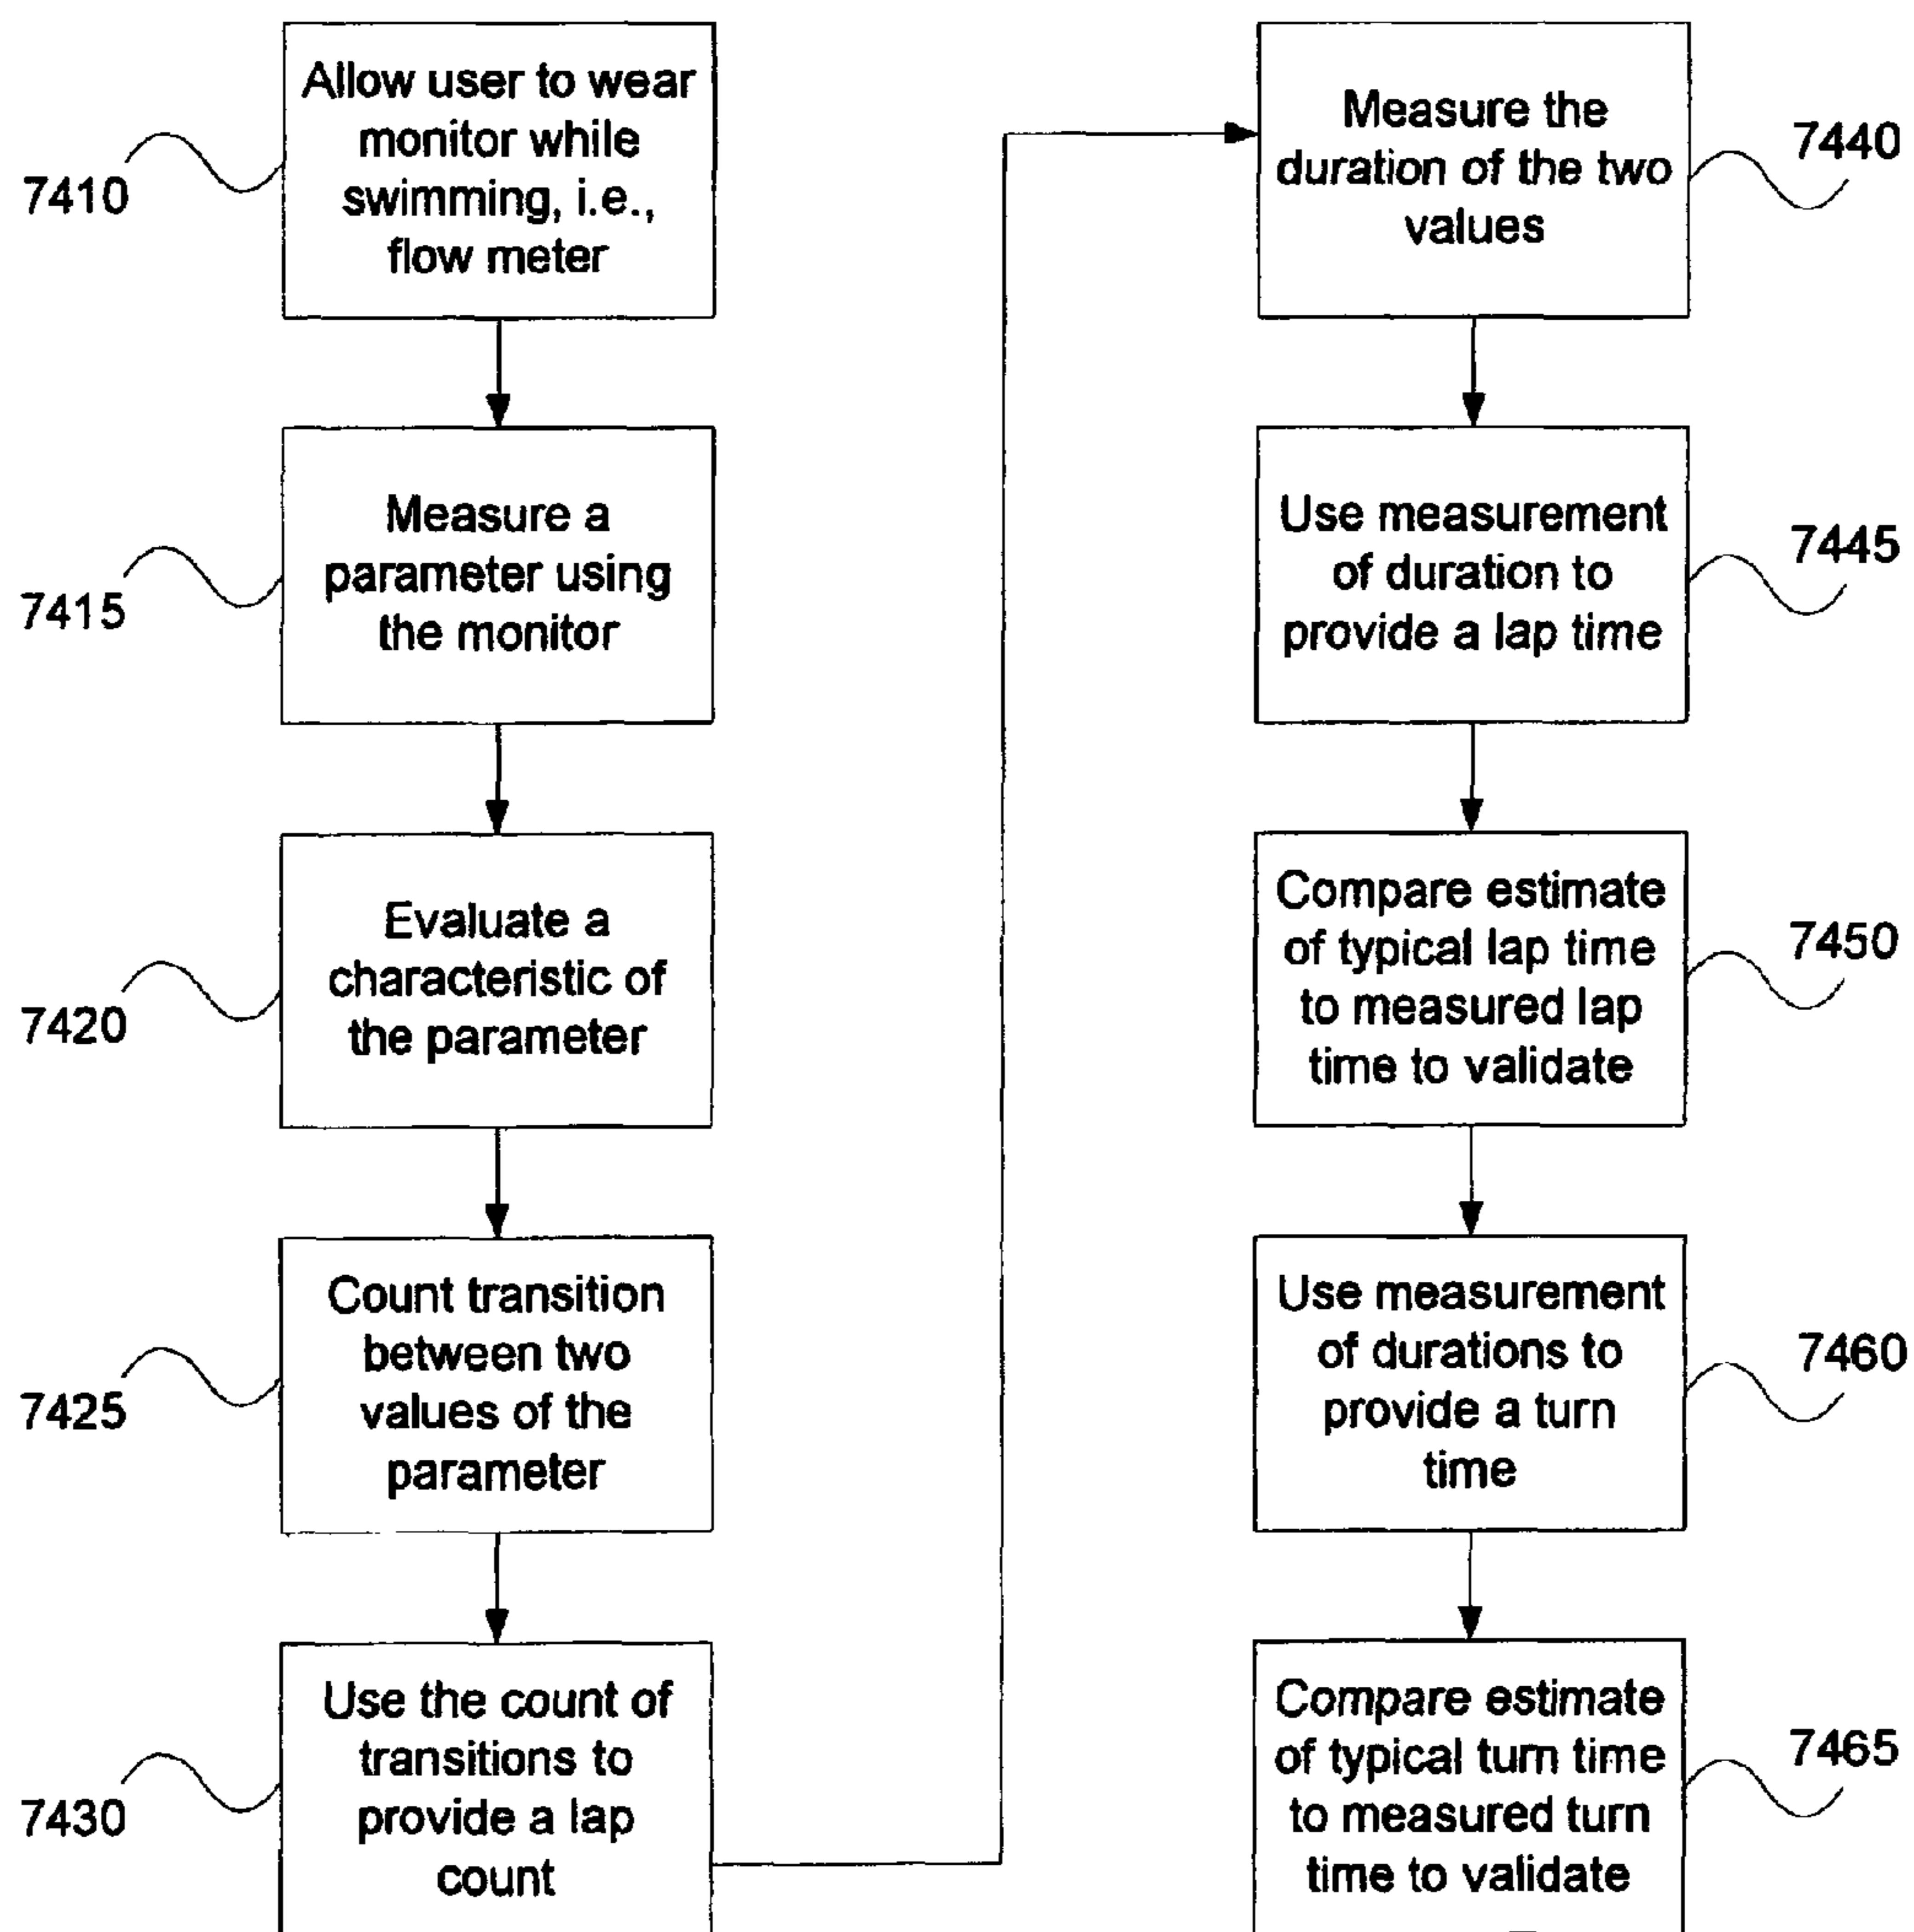 Allow user to wear
monitor while
swimming, i.e.,
flow meter
7410
Measure a
parameter using
the monitor
7415
Evaluate a
characteristic of
the parameter
7420
Count transition
between two
values of the
parameter
7425
Use the count of
transitions to
provide a lap
count
7430
Measure the
duration of the two
values
7440
Use measurement
of duration to
provide a lap time
7445
Compare estimate
of typical lap time
to measured lap
time to validate
7450
Use measurement
of durations to
provide a turn
time
7460
Compare estimate
of typical turn time
to measured turn
time to validate
7465